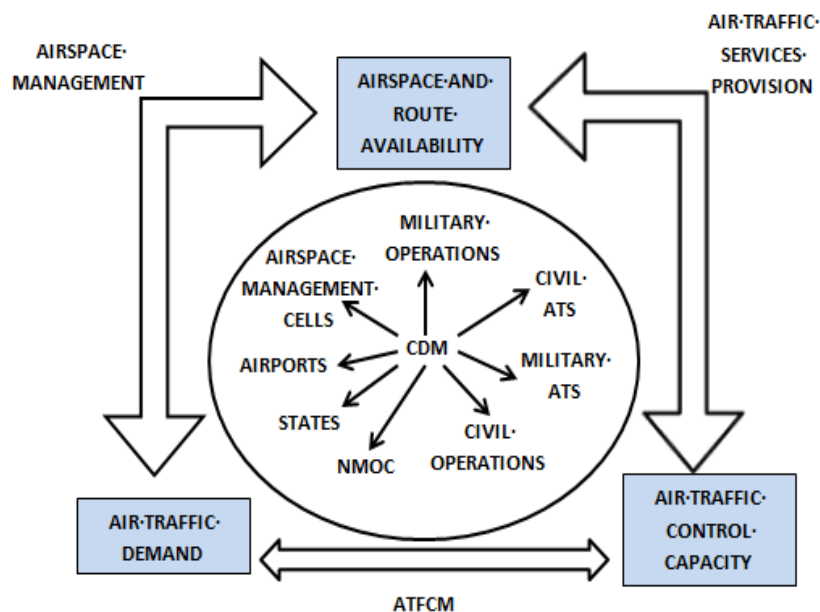 AIRSPACE·
MANAGEMENT
AIR·TRAFFIC·
SERVICES·
PROVISION
AIRSPACE·AND·
ROUTE·
AVAILABILITY
MILITARY·
OPERATIONS
AIRSPACE·
MANAGEMENT·
CELLS
CIVIL·
ATS
CDM
AIRPORTS
MILITARY·
ATS
STATES
CIVIL·
OPERATIONS
NMOC
AIR·TRAFFIC·
DEMAND
AIR·TRAFFIC·
CONTROL·
CAPACITY
ATFCM